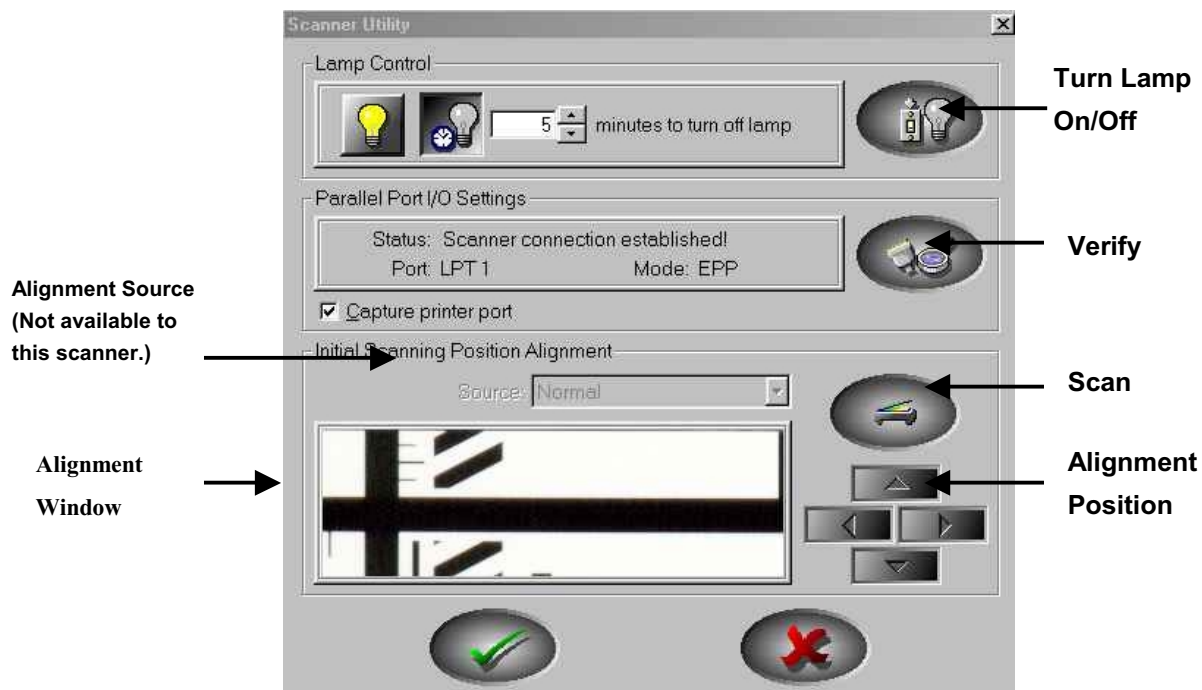 Scanner Utility
Lamp Control
5 minutes to turn off lamp
Turn Lamp
On/Off
Parallel Port I/O Settings
Status: Scanner connection established!
Port: LPT1 Mode: EPP
Verify
Capture printer port
Alignment Source
(Not available to
this scanner.)
Initial Scanning Position Alignment
Source: Normal
Scan
Alignment
Window
Alignment
Position